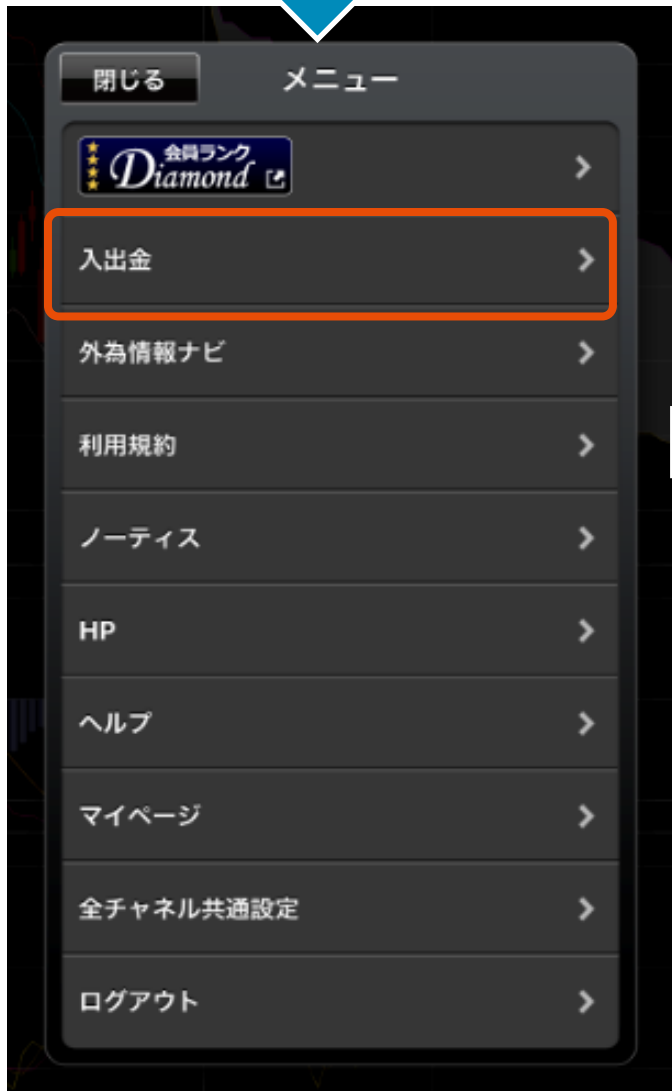 閉じる
メニュー
会員ランク
Diamond
入出金
外為情報ナビ
利用規約
ノーティス
HP
ヘルプ
マイページ
全チャネル共通設定
ログアウト